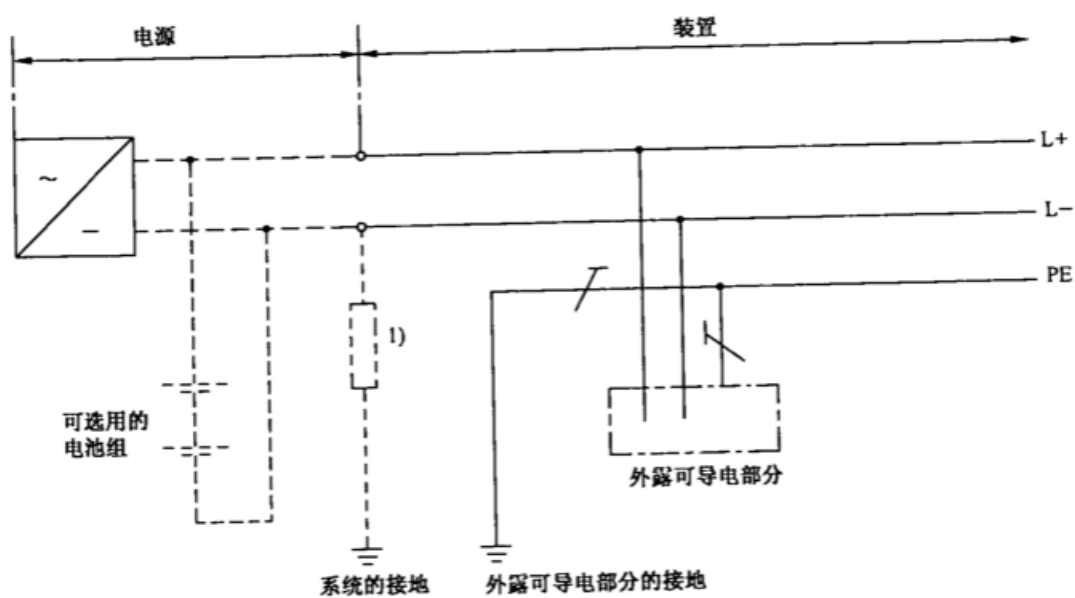 电源
装置
L+
~
L−
−
PE
1)
可选用的
电池组
外露可导电部分
系统的接地
外露可导电部分的接地